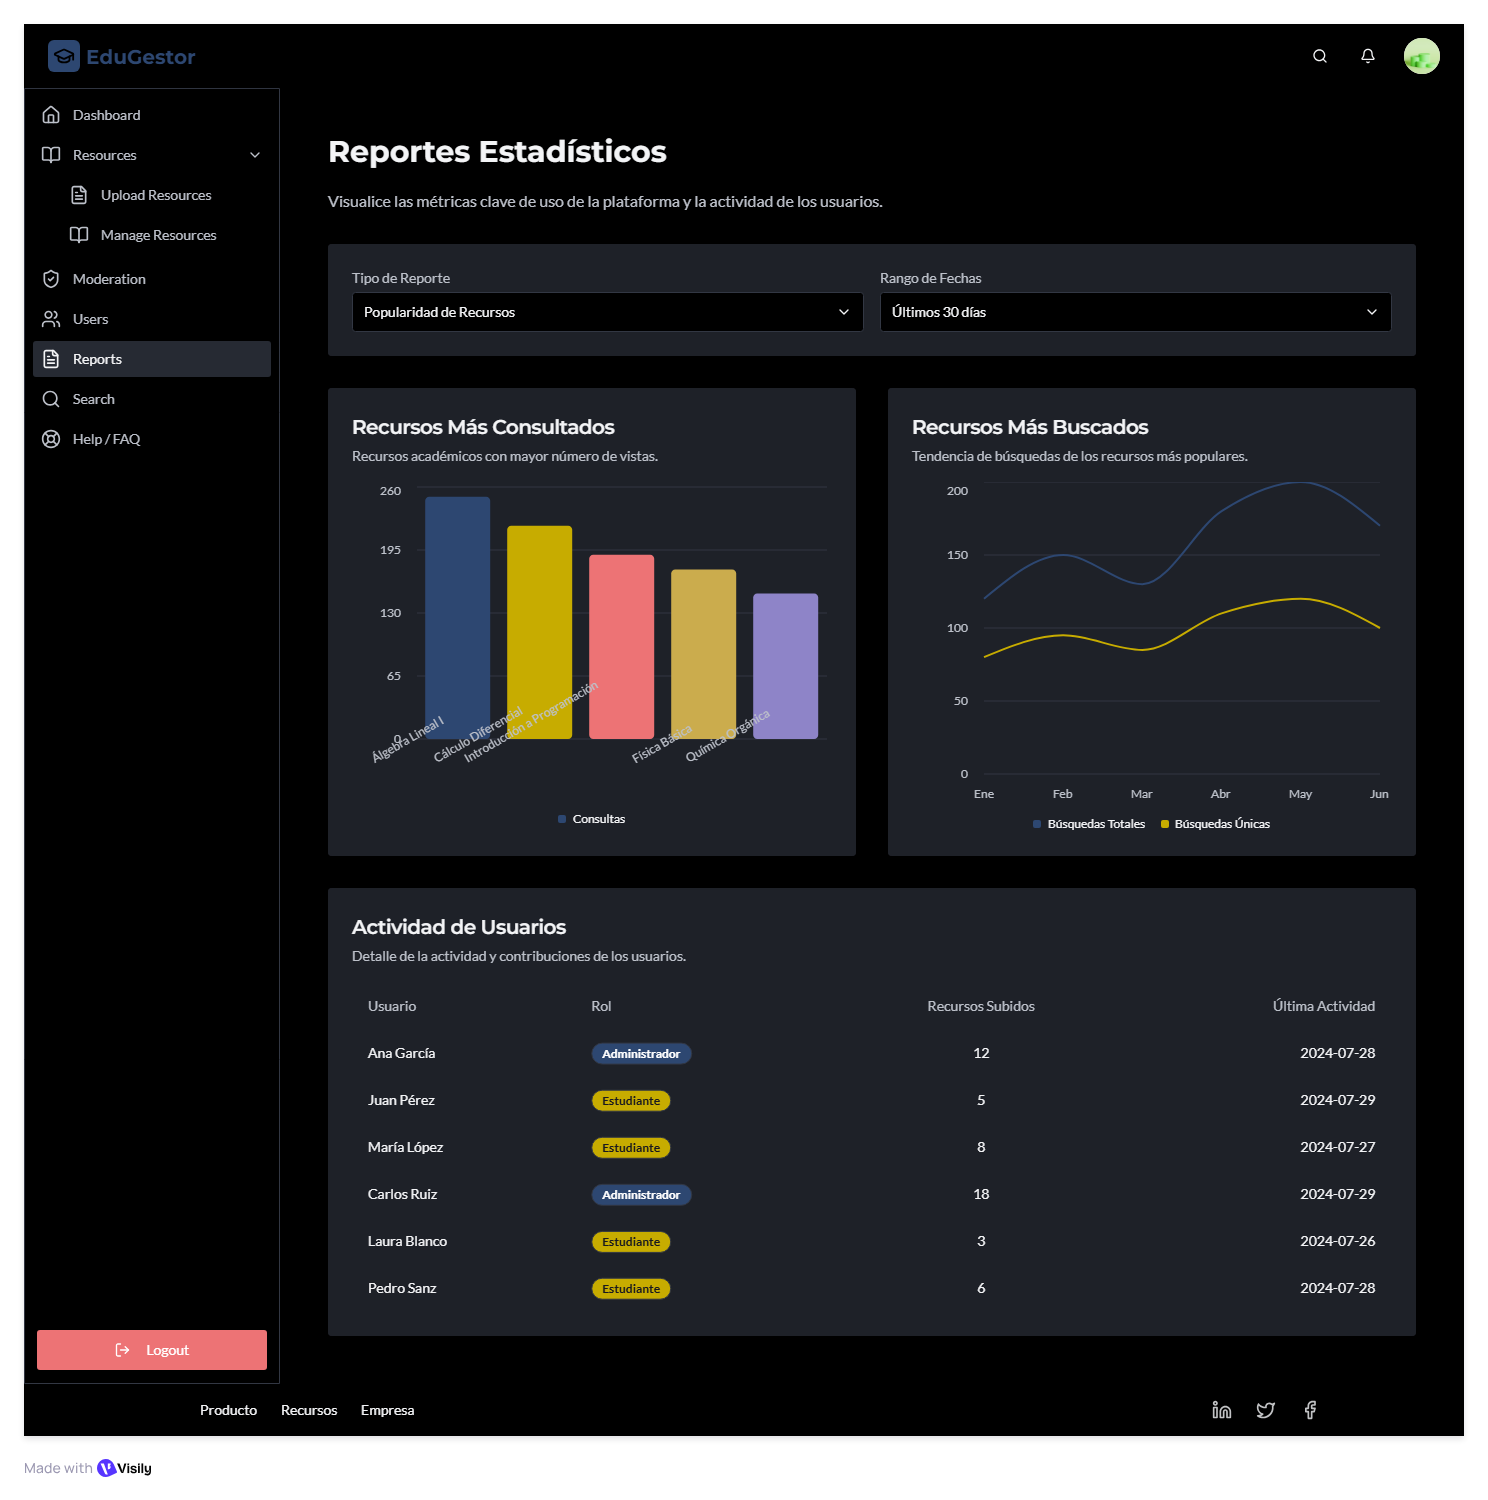 EduGestor
Dashboard
Resources
Upload Resources
Manage Resources
Moderation
Users
Reports
Search
Help / FAQ
Logout
Reportes Estadísticos
Visualice las métricas clave de uso de la plataforma y la actividad de los usuarios.
Tipo de Reporte
Popularidad de Recursos
Rango de Fechas
Últimos 30 días
Recursos Más Consultados
Recursos académicos con mayor número de vistas.
260
195
130
65
0
Álgebra Lineal I
Cálculo Diferencial
Introducción a Programación
Física Básica
Química Orgánica
Consultas
Recursos Más Buscados
Tendencia de búsquedas de los recursos más populares.
200
150
100
50
0
Ene Feb Mar Abr May Jun
Búsquedas Totales Búsquedas Únicas
Actividad de Usuarios
Detalle de la actividad y contribuciones de los usuarios.
Usuario Rol Recursos Subidos Última Actividad
Ana García Administrador 12 2024-07-28
Juan Pérez Estudiante 5 2024-07-29
María López Estudiante 8 2024-07-27
Carlos Ruiz Administrador 18 2024-07-29
Laura Blanco Estudiante 3 2024-07-26
Pedro Sanz Estudiante 6 2024-07-28
Producto Recursos Empresa
Made with Visily